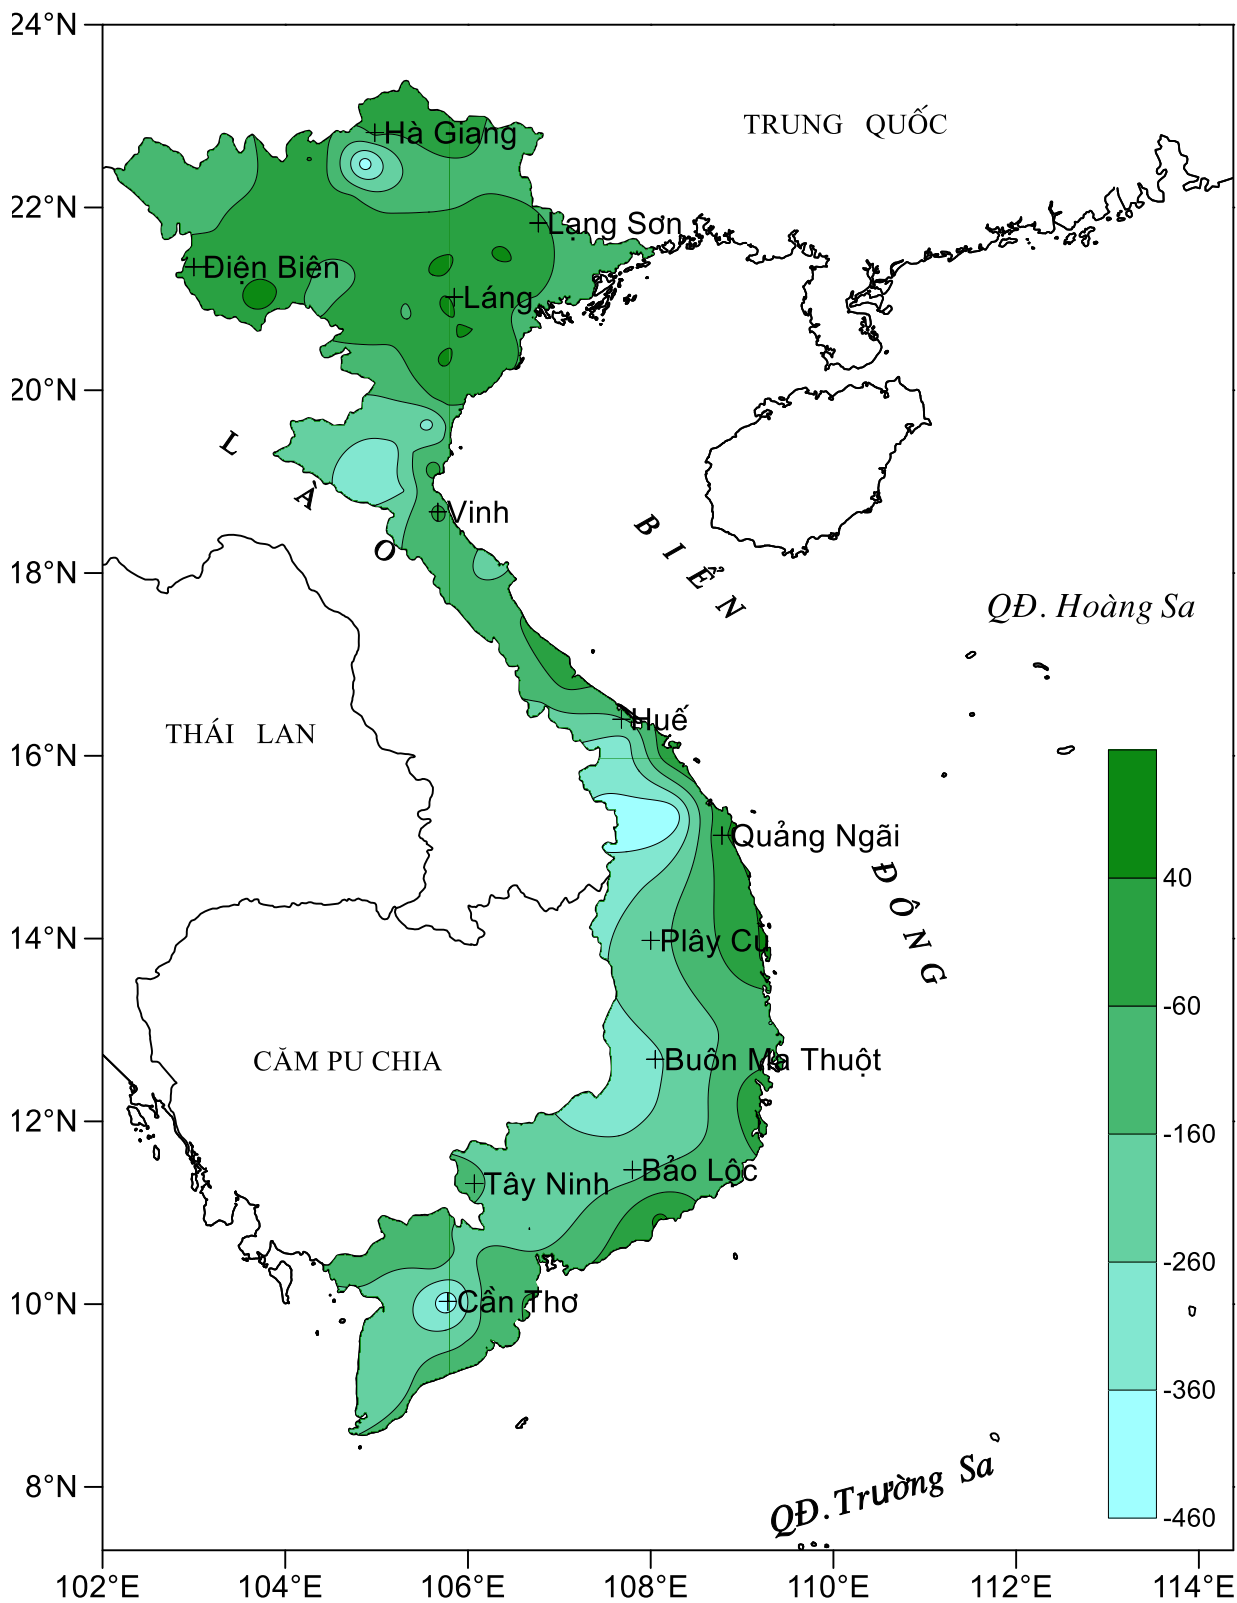 24°N
22°N
20°N
18°N
16°N
14°N
12°N
10°N
8°N
102°E
104°E
106°E
108°E
110°E
112°E
114°E
TRUNG QUỐC
Hà Giang
Lạng Sơn
Điện Biên
Láng
LÀO
Vinh
BIỂN
ĐÔNG
QĐ. Hoàng Sa
THÁI LAN
Huế
Quảng Ngãi
Plây Cu
CĂM PU CHIA
Buôn Ma Thuột
Bảo Lộc
Tây Ninh
Cần Thơ
QĐ. Trường Sa
40
-60
-160
-260
-360
-460